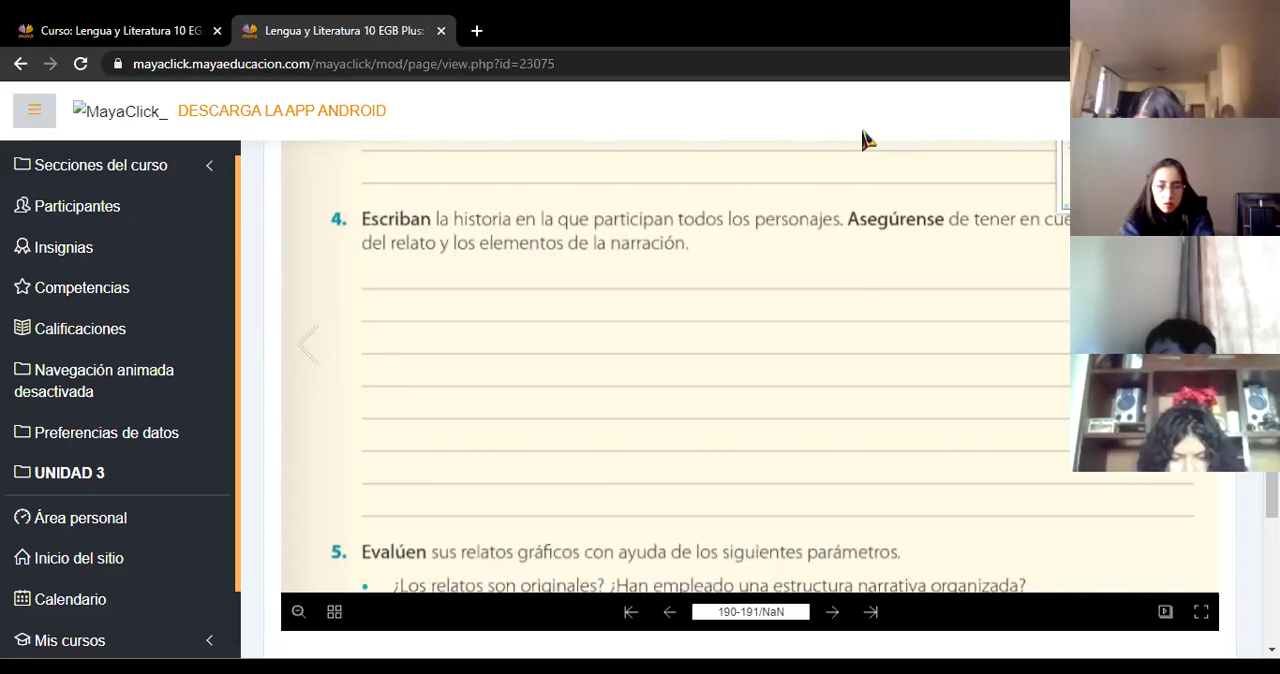 Curso: Lengua y Literatura 10 EG
Lengua y Literatura 10 EGB Plus:
mayaclick.mayaeducacion.com/mayaclick/mod/page/view.php?id=23075
MayaClick_
DESCARGA LA APP ANDROID
Secciones del curso
Participantes
Insignias
Competencias
Calificaciones
Navegación animada
desactivada
Preferencias de datos
UNIDAD 3
Área personal
Inicio del sitio
Calendario
Mis cursos
4. Escriban la historia en la que participan todos los personajes. Asegúrense de tener en cue
del relato y los elementos de la narración.
5. Evalúen sus relatos gráficos con ayuda de los siguientes parámetros.
• ¿Los relatos son originales? ¿Han empleado una estructura narrativa organizada?
190-191/NaN